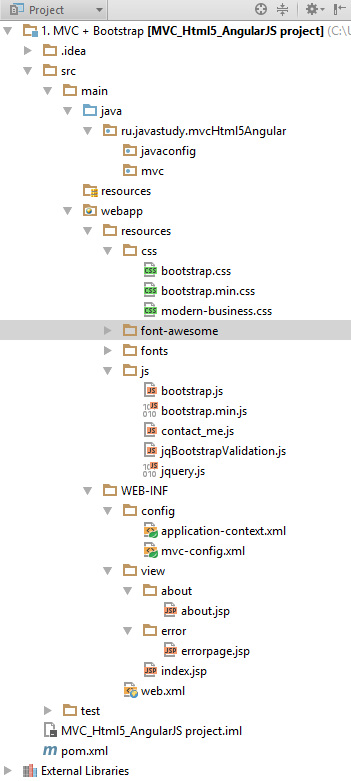 Project
1. MVC + Bootstrap [MVC_Html5_AngularJS project] (C:\U
.idea
src
main
java
ru.javastudy.mvcHtml5Angular
javaconfig
mvc
resources
webapp
resources
css
bootstrap.css
bootstrap.min.css
modern-business.css
font-awesome
fonts
js
bootstrap.js
bootstrap.min.js
contact_me.js
jqBootstrapValidation.js
jquery.js
WEB-INF
config
application-context.xml
mvc-config.xml
view
about
about.jsp
error
errorpage.jsp
index.jsp
web.xml
test
MVC_Html5_AngularJS project.iml
pom.xml
External Libraries